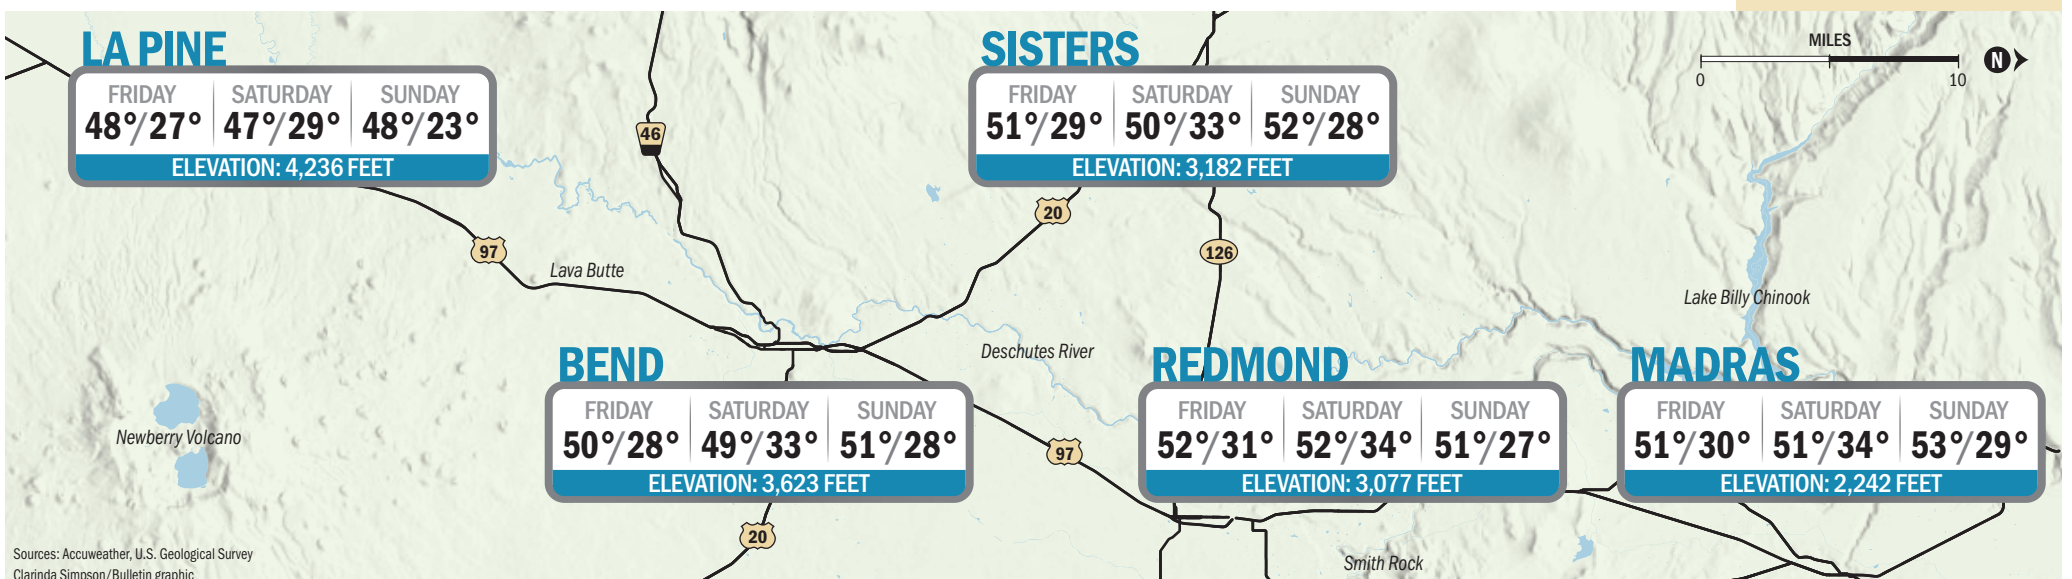 LA PINE
FRIDAY SATURDAY SUNDAY
48°/27° 47°/29° 48°/23°
ELEVATION: 4,236 FEET
SISTERS
FRIDAY SATURDAY SUNDAY
51°/29° 50°/33° 52°/28°
ELEVATION: 3,182 FEET
MILES
0 10
N
46
20
97
126
Lava Butte
Lake Billy Chinook
Deschutes River
BEND
FRIDAY SATURDAY SUNDAY
50°/28° 49°/33° 51°/28°
ELEVATION: 3,623 FEET
REDMOND
FRIDAY SATURDAY SUNDAY
52°/31° 52°/34° 51°/27°
ELEVATION: 3,077 FEET
MADRAS
FRIDAY SATURDAY SUNDAY
51°/30° 51°/34° 53°/29°
ELEVATION: 2,242 FEET
Newberry Volcano
97
20
Smith Rock
Sources: Accuweather, U.S. Geological Survey
Clarinda Simpson/Bulletin graphic